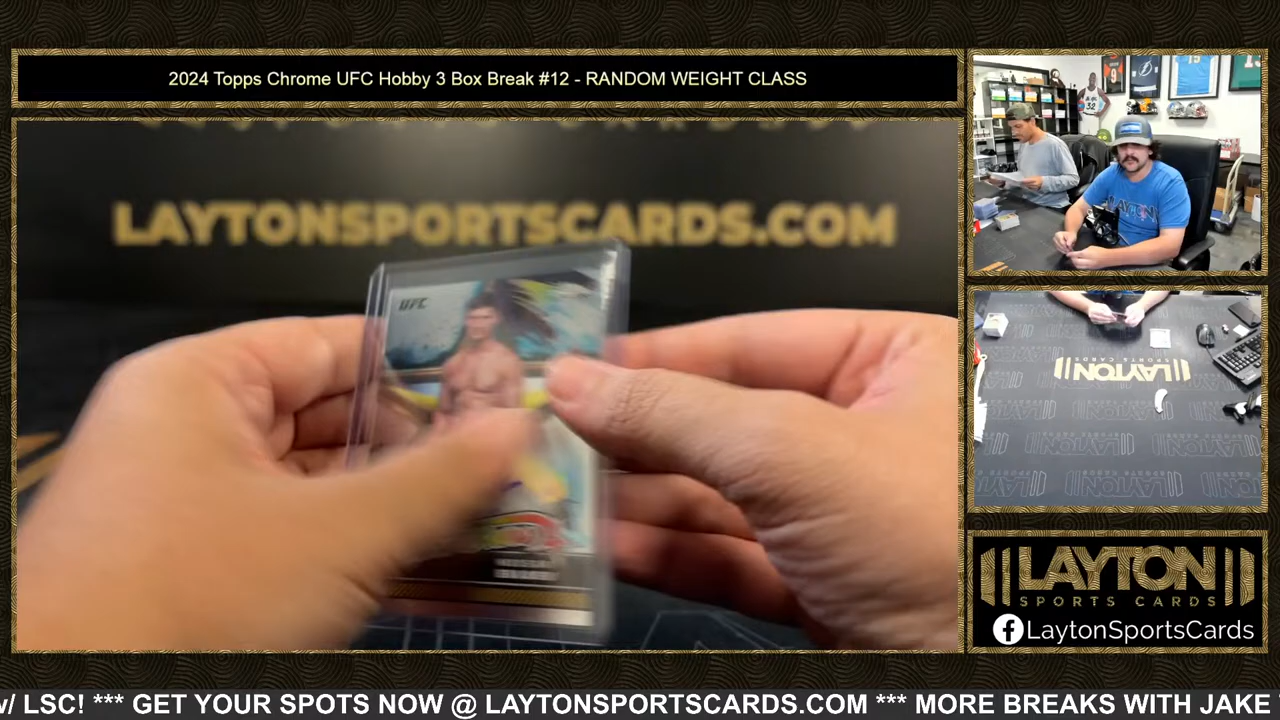 2024 Topps Chrome UFC Hobby 3 Box Break #12 - RANDOM WEIGHT CLASS
LAYTONSPORTSCARDS.COM
UFC
LAYTON
LAYTON
SPORTS CARDS
LaytonSportsCards
w/ LSC! *** GET YOUR SPOTS NOW @ LAYTONSPORTSCARDS.COM *** MORE BREAKS WITH JAKE